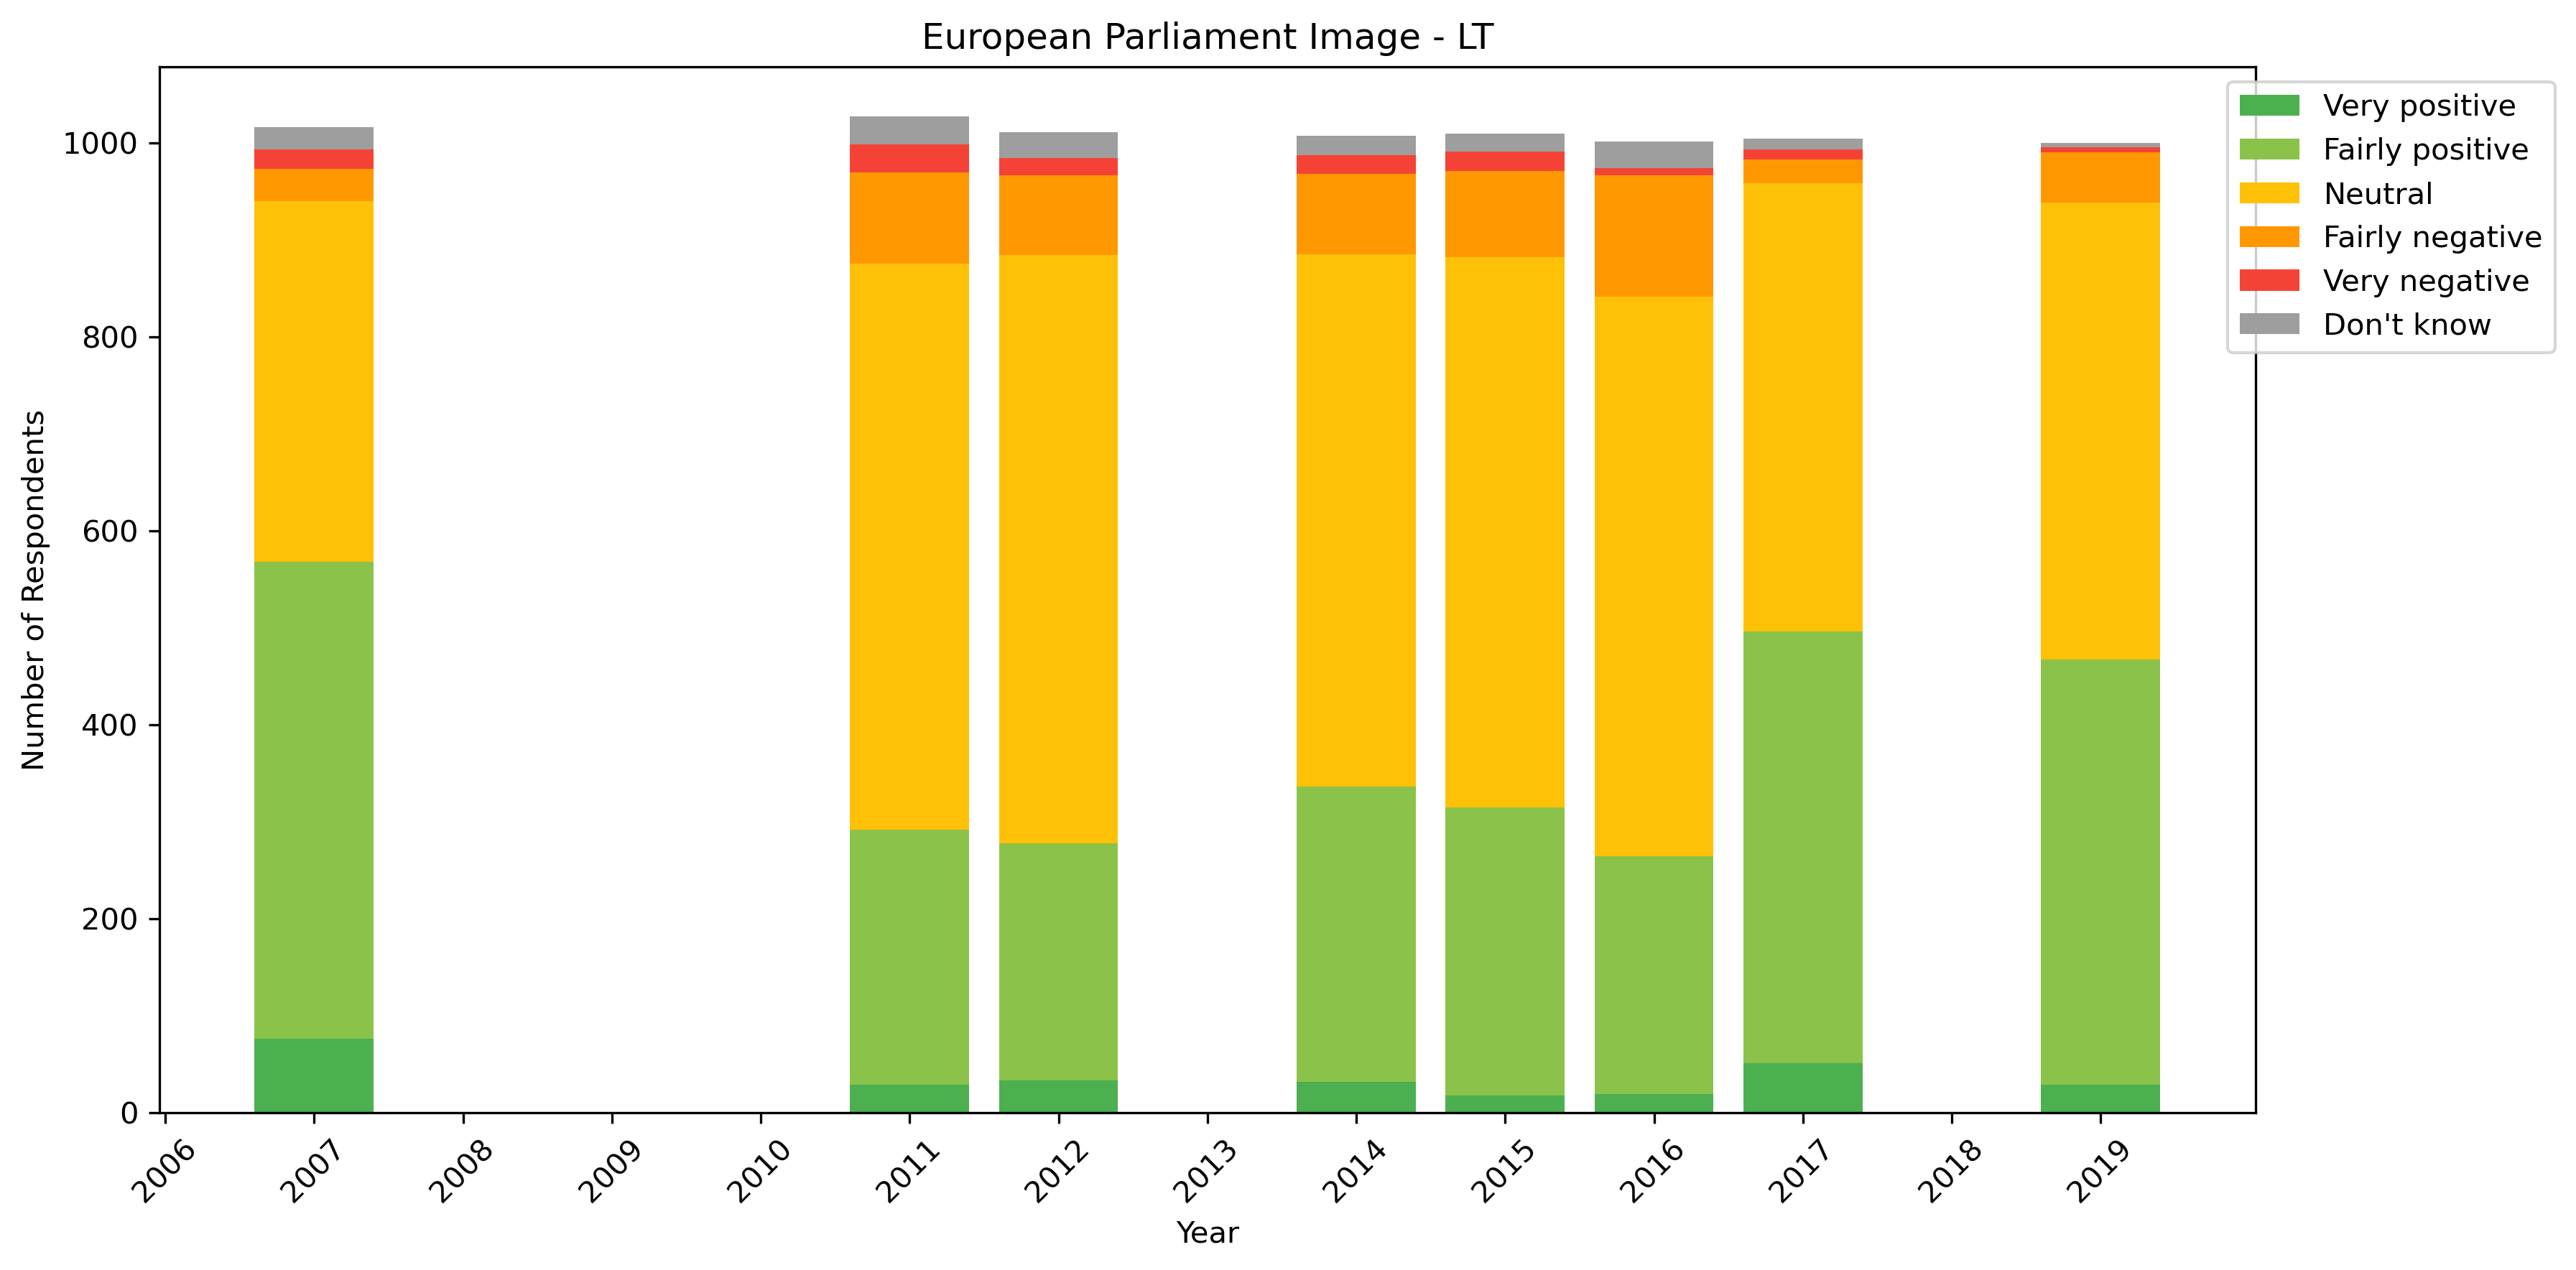 European Parliament Image - LT
Number of Respondents
1000
800
600
400
200
0
2006
2007
2008
2009
2010
2011
2012
2013
2014
2015
2016
2017
2018
2019
Year
Very positive
Fairly positive
Neutral
Fairly negative
Very negative
Don't know